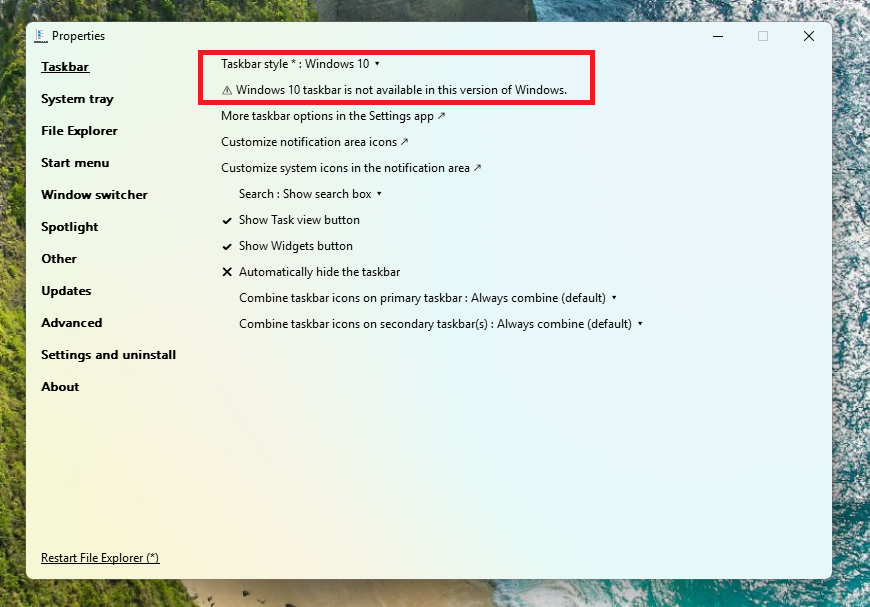 Properties
Taskbar
System tray
File Explorer
Start menu
Window switcher
Spotlight
Other
Updates
Advanced
Settings and uninstall
About
Restart File Explorer (*)
Taskbar style * : Windows 10
⚠ Windows 10 taskbar is not available in this version of Windows.
More taskbar options in the Settings app ↗
Customize notification area icons ↗
Customize system icons in the notification area ↗
Search : Show search box
Show Task view button
Show Widgets button
Automatically hide the taskbar
Combine taskbar icons on primary taskbar : Always combine (default)
Combine taskbar icons on secondary taskbar(s) : Always combine (default)